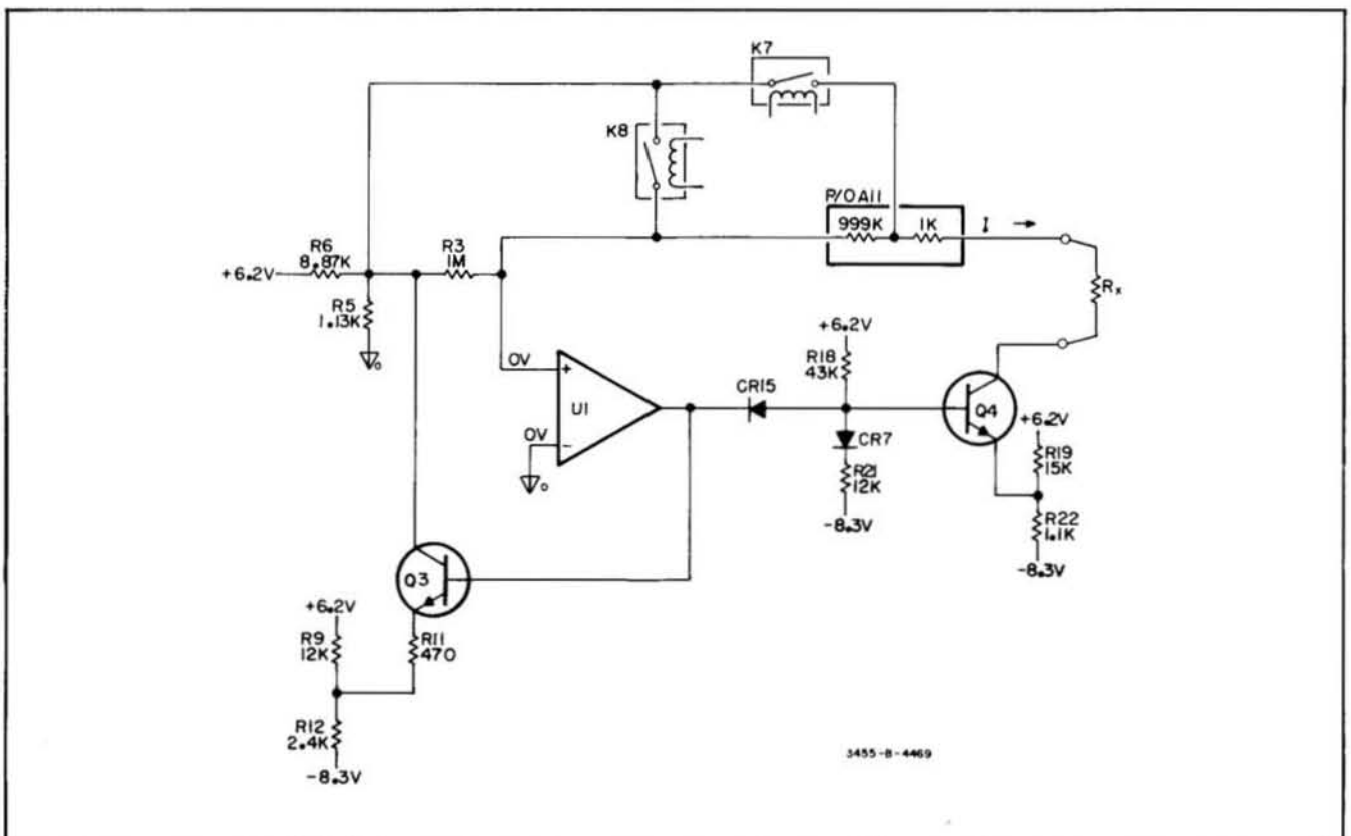 K7
K8
P/OA11
999K
1K
I →
R6
8.87K
R3
1M
+6.2V
R5
1.13K
Rx
0V
+6.2V
R18
43K
+
U1
CR15
Q4
0V
-
CR7
+6.2V
R19
15K
R21
12K
-8.3V
R22
1.1K
-8.3V
Q3
+6.2V
R9
12K
R11
470
R12
2.4K
-8.3V
3455-B-4469